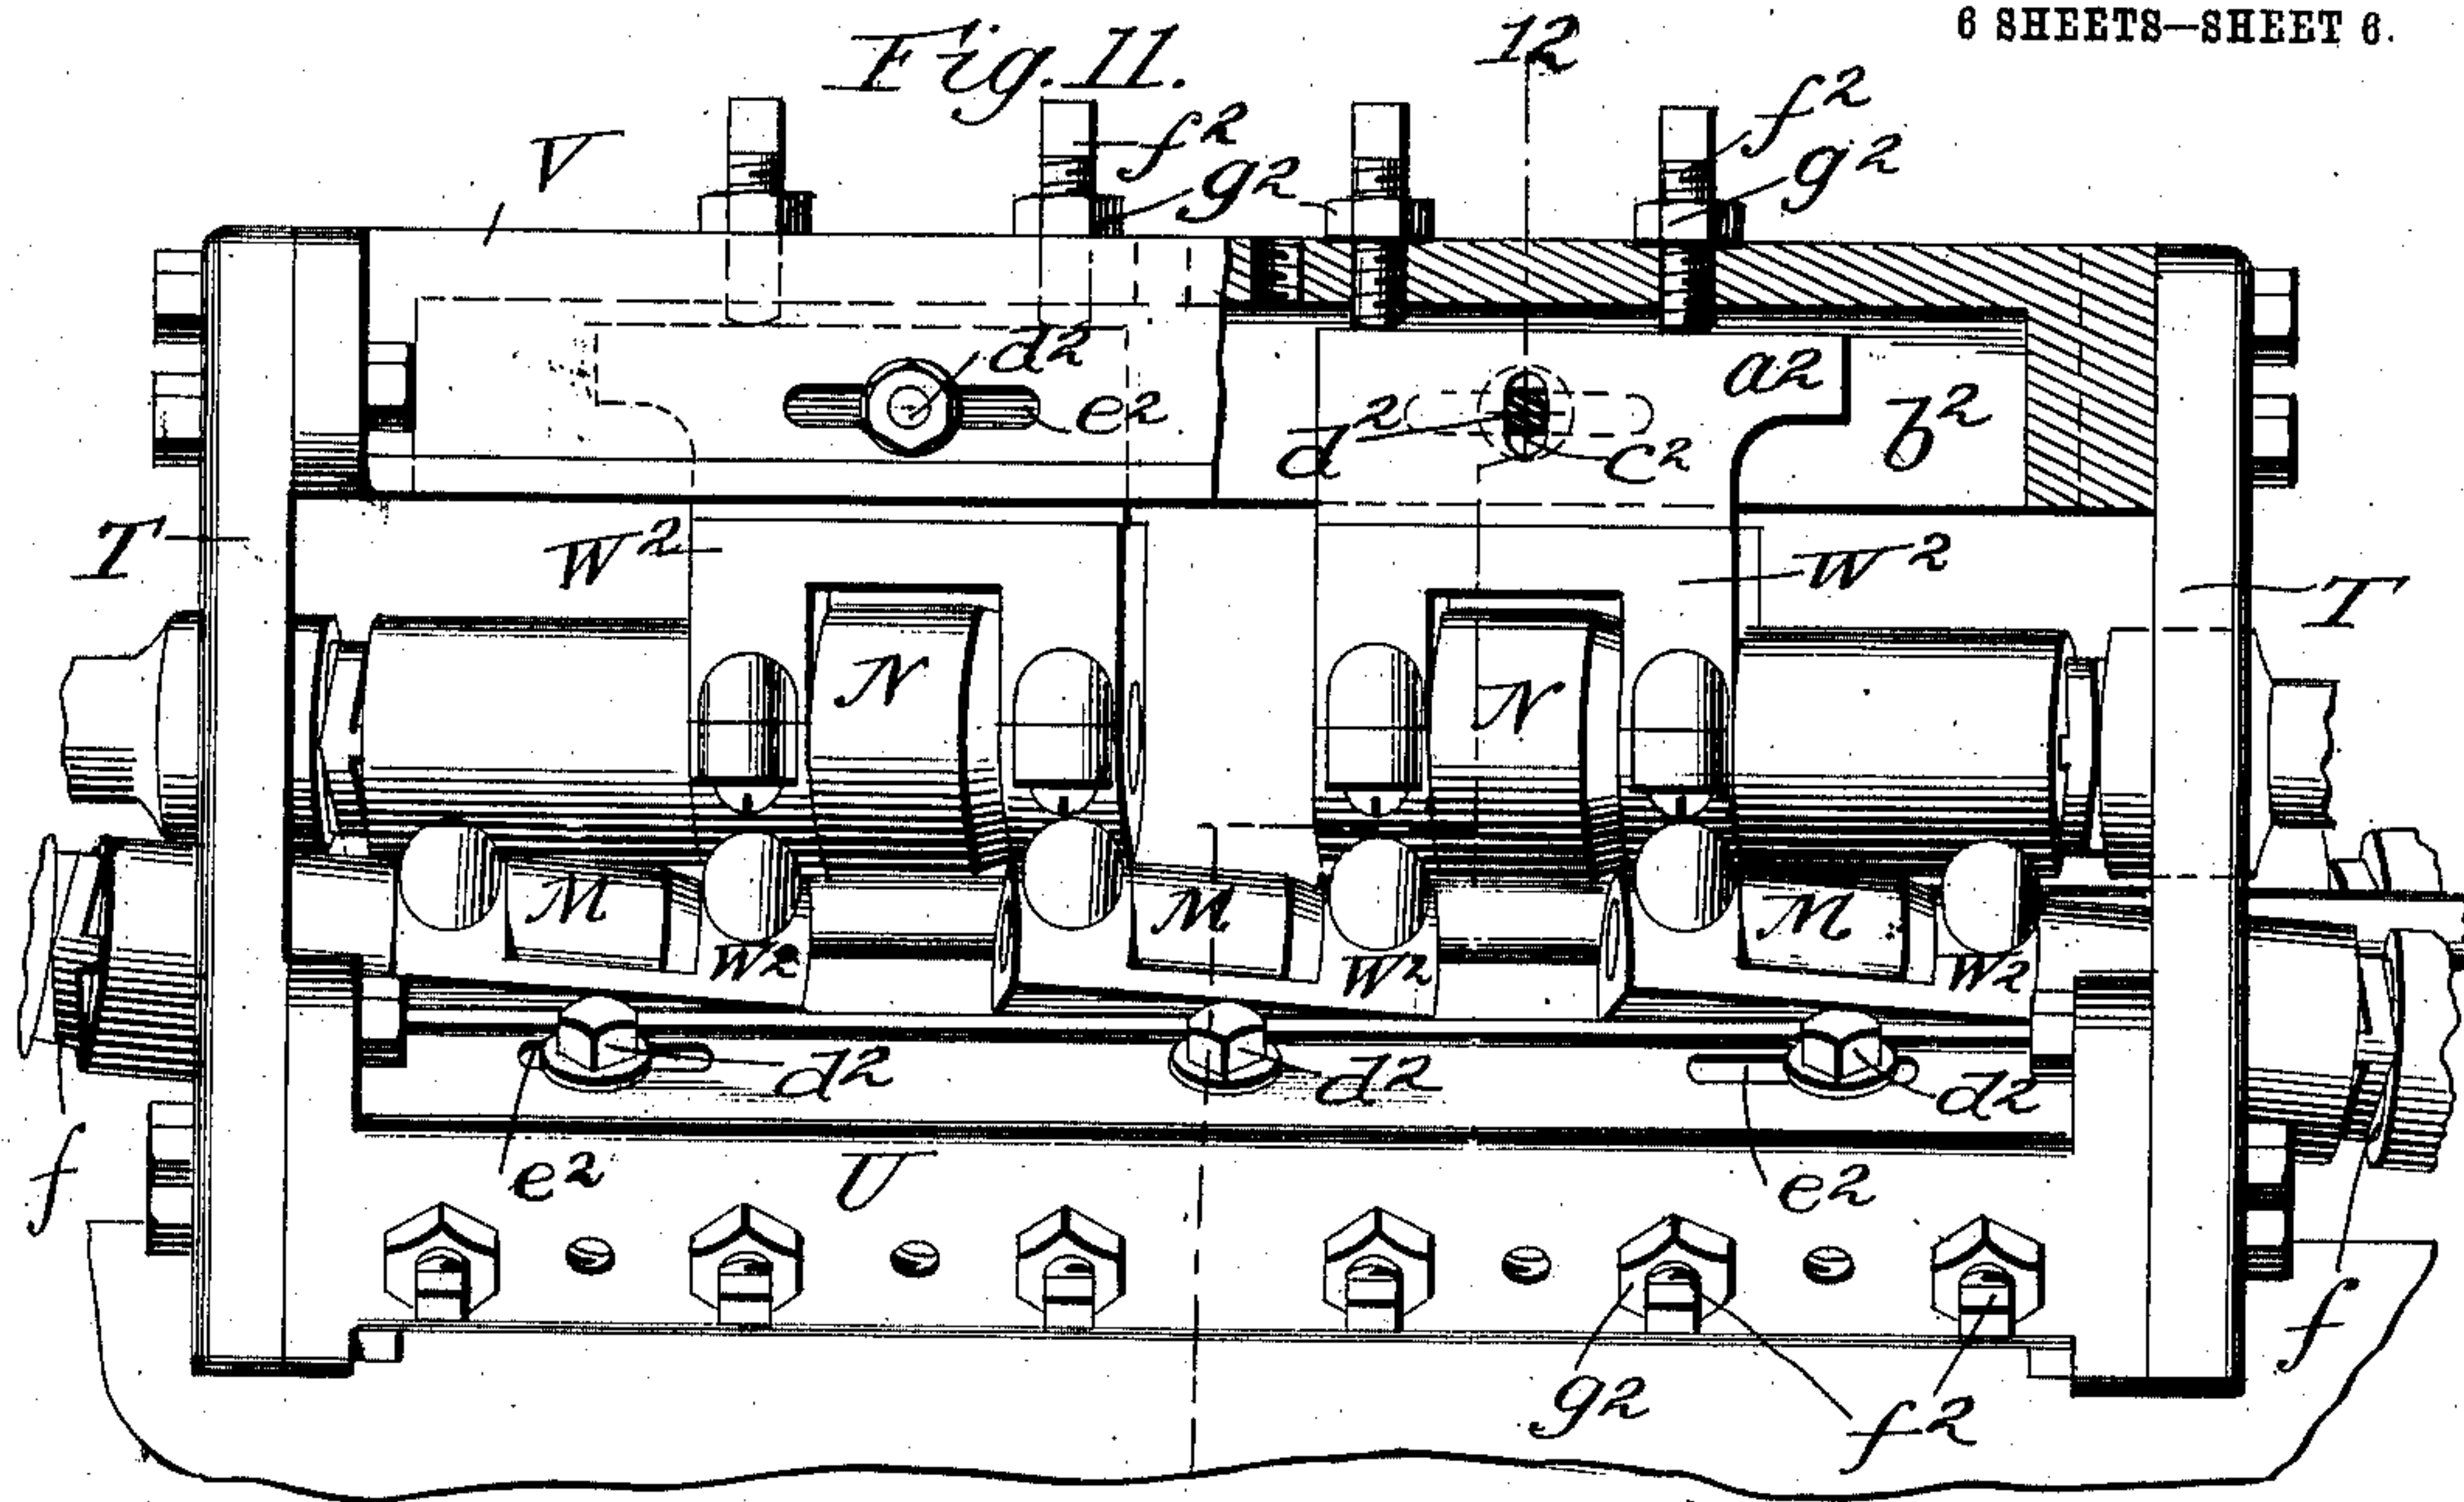 6 SHEETS—SHEET 6.
Fig. 11.
12
f²
f²
V
g²
g²
d²
a²
e²
b²
d²
c²
T
W²
W²
T
N
N
M
M
M
W²
W²
W²
d²
d²
d²
f
e²
U
e²
f
g²
f²